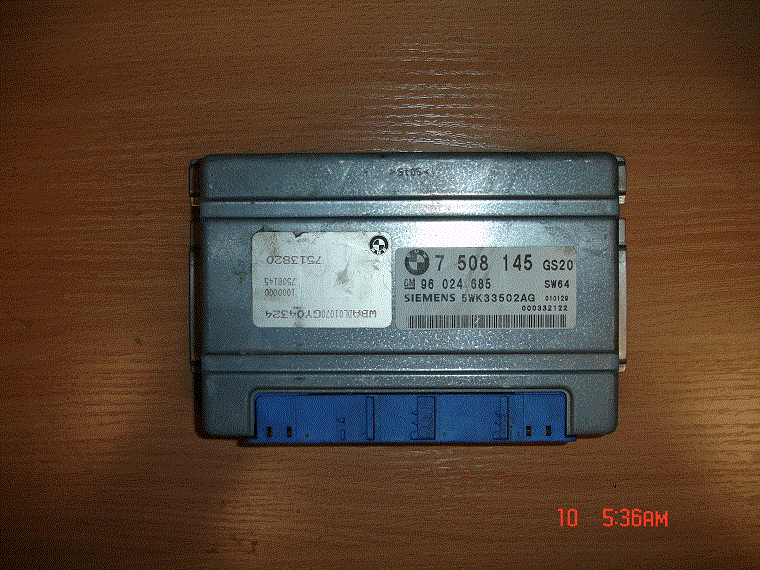 7513820
7508145
1000000
WBADL01070GY04324
7 508 145 GS20
GM 96 024 685 SW64
SIEMENS 5WK33502AG 010129
000332122
10 5:36AM